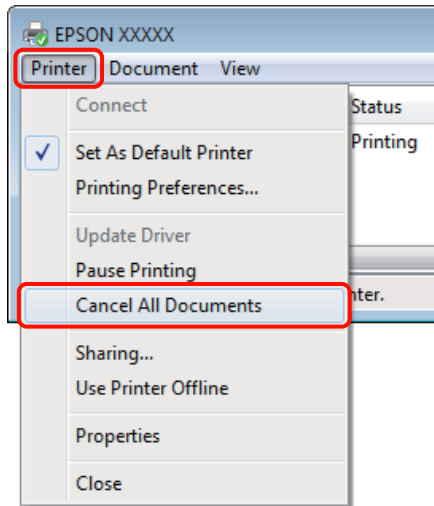 EPSON XXXXX
Printer Document View
Connect
Status
Set As Default Printer
Printing
Printing Preferences...
Update Driver
Pause Printing
Cancel All Documents
nter.
Sharing...
Use Printer Offline
Properties
Close